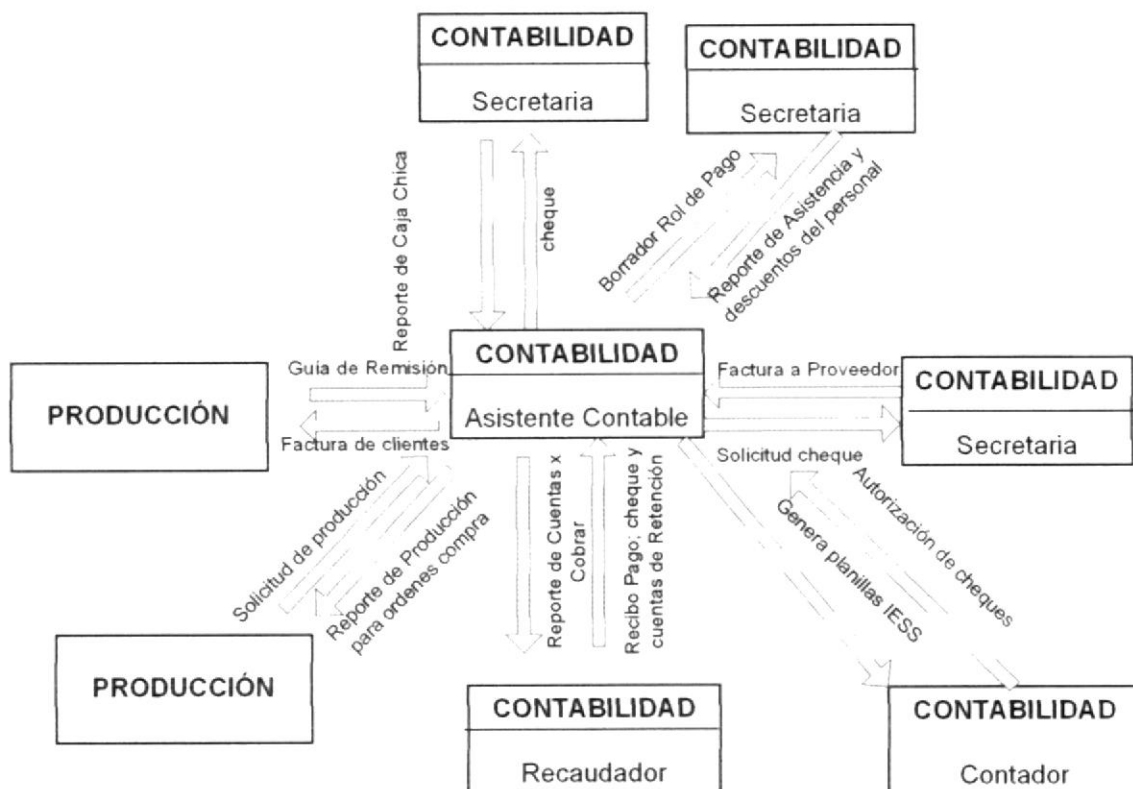 CONTABILIDAD
Secretaria
CONTABILIDAD
Secretaria
Reporte de Caja Chica
cheque
Borrador Rol de Pago
Reporte de Asistencia y
descuentos del personal
CONTABILIDAD
Asistente Contable
Guía de Remisión
Factura de clientes
PRODUCCIÓN
Factura a Proveedor
Solicitud cheque
CONTABILIDAD
Secretaria
Solicitud de producción
Reporte de Producción
para ordenes compra
PRODUCCIÓN
Reporte de Cuentas x
Cobrar
Recibo Pago; cheque y
cuentas de Retención
CONTABILIDAD
Recaudador
Autorización de cheques
Genera planillas IESS
CONTABILIDAD
Contador